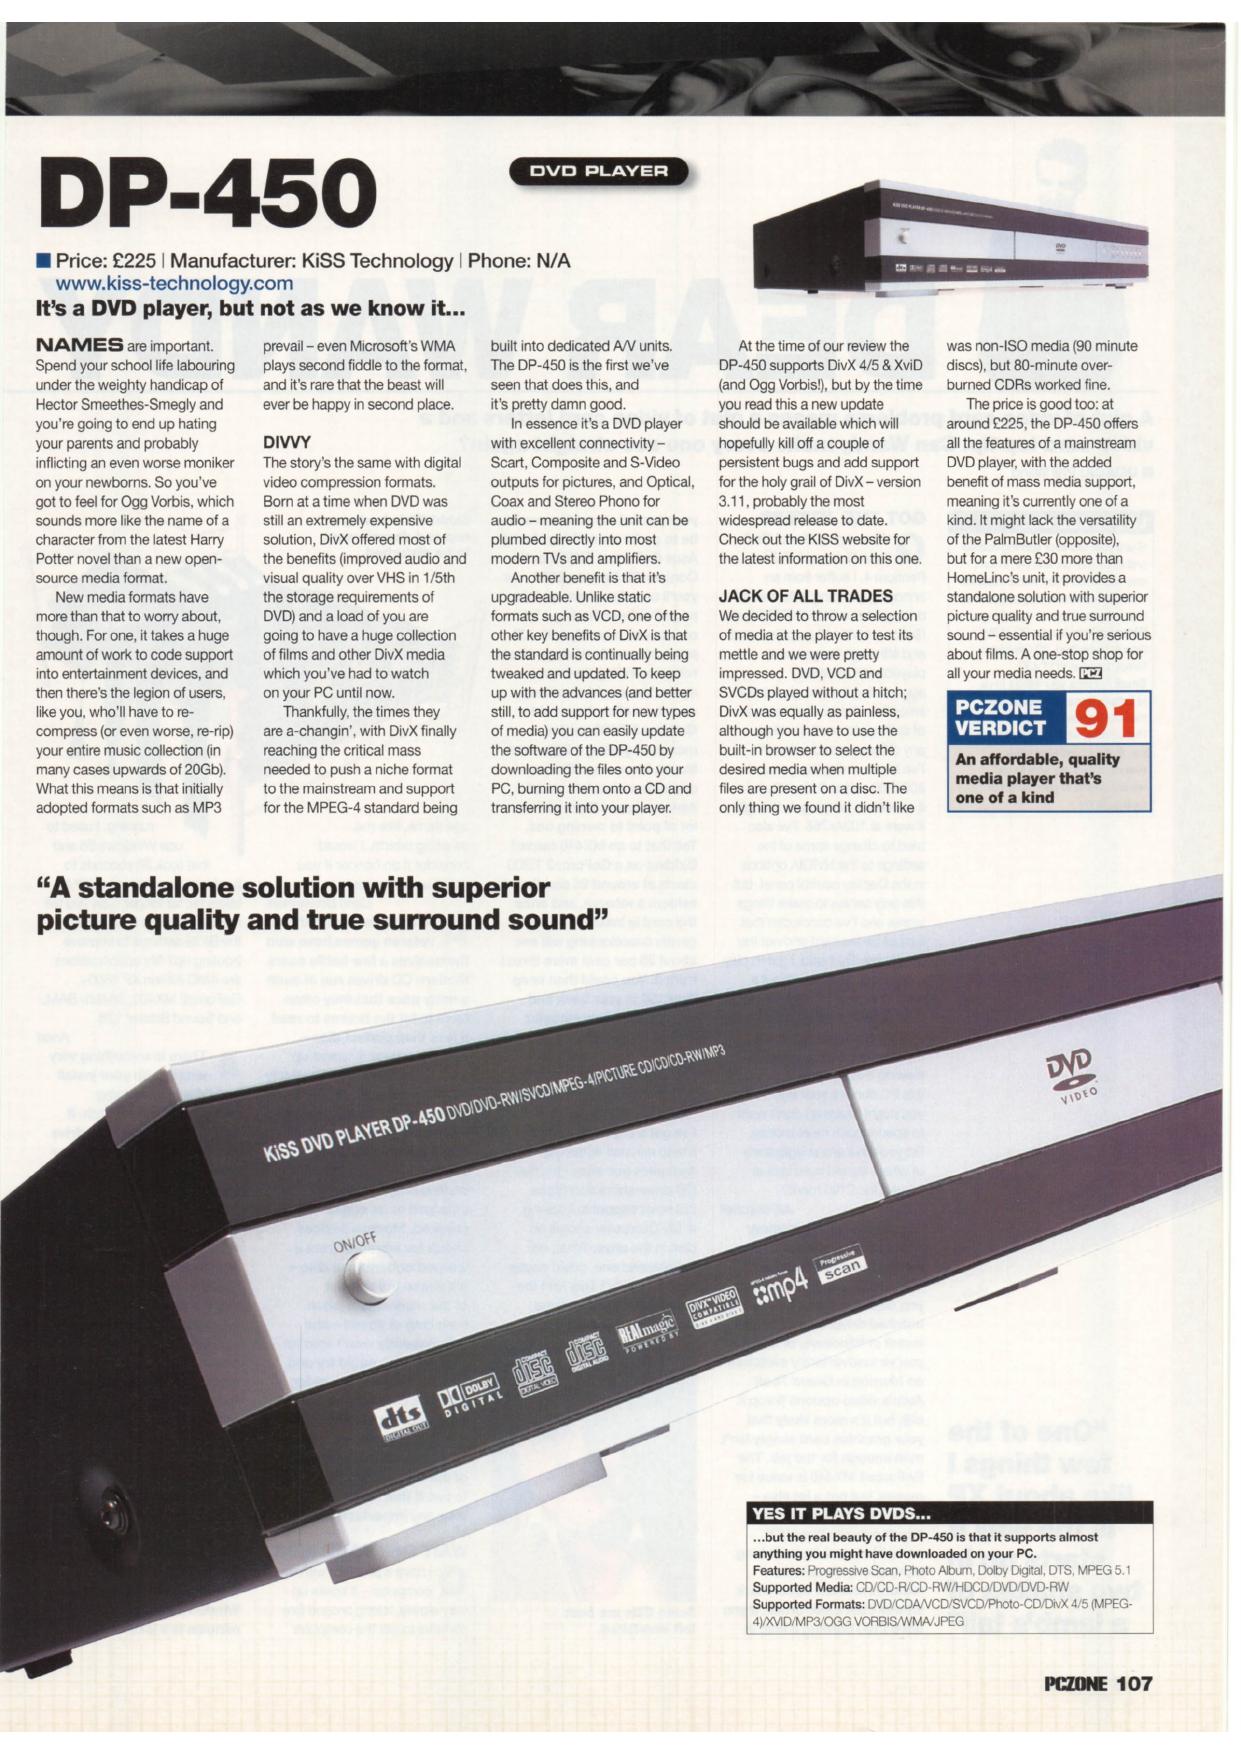 DP-450
DVD PLAYER
Price: £225 | Manufacturer: KiSS Technology | Phone: N/A
www.kiss-technology.com
It's a DVD player, but not as we know it...
NAMES are important.
Spend your school life labouring
under the weighty handicap of
Hector Smeethes-Smegly and
you're going to end up hating
your parents and probably
inflicting an even worse moniker
on your newborns. So you've
got to feel for Ogg Vorbis, which
sounds more like the name of a
character from the latest Harry
Potter novel than a new open-
source media format.
New media formats have
more than that to worry about,
though. For one, it takes a huge
amount of work to code support
into entertainment devices, and
then there's the legion of users,
like you, who'll have to re-
compress (or even worse, re-rip)
your entire music collection (in
many cases upwards of 20Gb).
What this means is that initially
adopted formats such as MP3
prevail – even Microsoft's WMA
plays second fiddle to the format,
and it's rare that the beast will
ever be happy in second place.
DIVVY
The story's the same with digital
video compression formats.
Born at a time when DVD was
still an extremely expensive
solution, DivX offered most of
the benefits (improved audio and
visual quality over VHS in 1/5th
the storage requirements of
DVD) and a load of you are
going to have a huge collection
of films and other DivX media
which you've had to watch
on your PC until now.
Thankfully, the times they
are a-changin', with DivX finally
reaching the critical mass
needed to push a niche format
to the mainstream and support
for the MPEG-4 standard being
built into dedicated A/V units.
The DP-450 is the first we've
seen that does this, and
it's pretty damn good.
In essence it's a DVD player
with excellent connectivity –
Scart, Composite and S-Video
outputs for pictures, and Optical,
Coax and Stereo Phono for
audio – meaning the unit can be
plumbed directly into most
modern TVs and amplifiers.
Another benefit is that it's
upgradeable. Unlike static
formats such as VCD, one of the
other key benefits of DivX is that
the standard is continually being
tweaked and updated. To keep
up with the advances (and better
still, to add support for new types
of media) you can easily update
the software of the DP-450 by
downloading the files onto your
PC, burning them onto a CD and
transferring it into your player.
At the time of our review the
DP-450 supports DivX 4/5 & XviD
(and Ogg Vorbis!), but by the time
you read this a new update
should be available which will
hopefully kill off a couple of
persistent bugs and add support
for the holy grail of DivX – version
3.11, probably the most
widespread release to date.
Check out the KISS website for
the latest information on this one.
JACK OF ALL TRADES
We decided to throw a selection
of media at the player to test its
mettle and we were pretty
impressed. DVD, VCD and
SVCDs played without a hitch;
DivX was equally as painless,
although you have to use the
built-in browser to select the
desired media when multiple
files are present on a disc. The
only thing we found it didn't like
was non-ISO media (90 minute
discs), but 80-minute over-
burned CDRs worked fine.
The price is good too: at
around £225, the DP-450 offers
all the features of a mainstream
DVD player, with the added
benefit of mass media support,
meaning it's currently one of a
kind. It might lack the versatility
of the PalmButler (opposite),
but for a mere £30 more than
HomeLinc's unit, it provides a
standalone solution with superior
picture quality and true surround
sound – essential if you're serious
about films. A one-stop shop for
all your media needs. PCZ
PCZONE
VERDICT
91
An affordable, quality
media player that's
one of a kind
"A standalone solution with superior
picture quality and true surround sound"
KiSS DVD PLAYER DP-450 DVD/DVD-RW/SVCD/MPEG-4/PICTURE CD/CD/CD-RW/MP3
DVD
VIDEO
ON/OFF
dts
DIGITAL OUT
DOLBY
DIGITAL
COMPACT
disc
DIGITAL VIDEO
COMPACT
disc
DIGITAL AUDIO
REALmagic
POWERED BY
DIVX VIDEO
COMPATIBLE
mp4
Progressive
scan
YES IT PLAYS DVDS...
...but the real beauty of the DP-450 is that it supports almost
anything you might have downloaded on your PC.
Features: Progressive Scan, Photo Album, Dolby Digital, DTS, MPEG 5.1
Supported Media: CD/CD-R/CD-RW/HDCD/DVD/DVD-RW
Supported Formats: DVD/CDA/VCD/SVCD/Photo-CD/DivX 4/5 (MPEG-
4)/XVID/MP3/OGG VORBIS/WMA/JPEG
PCZONE 107